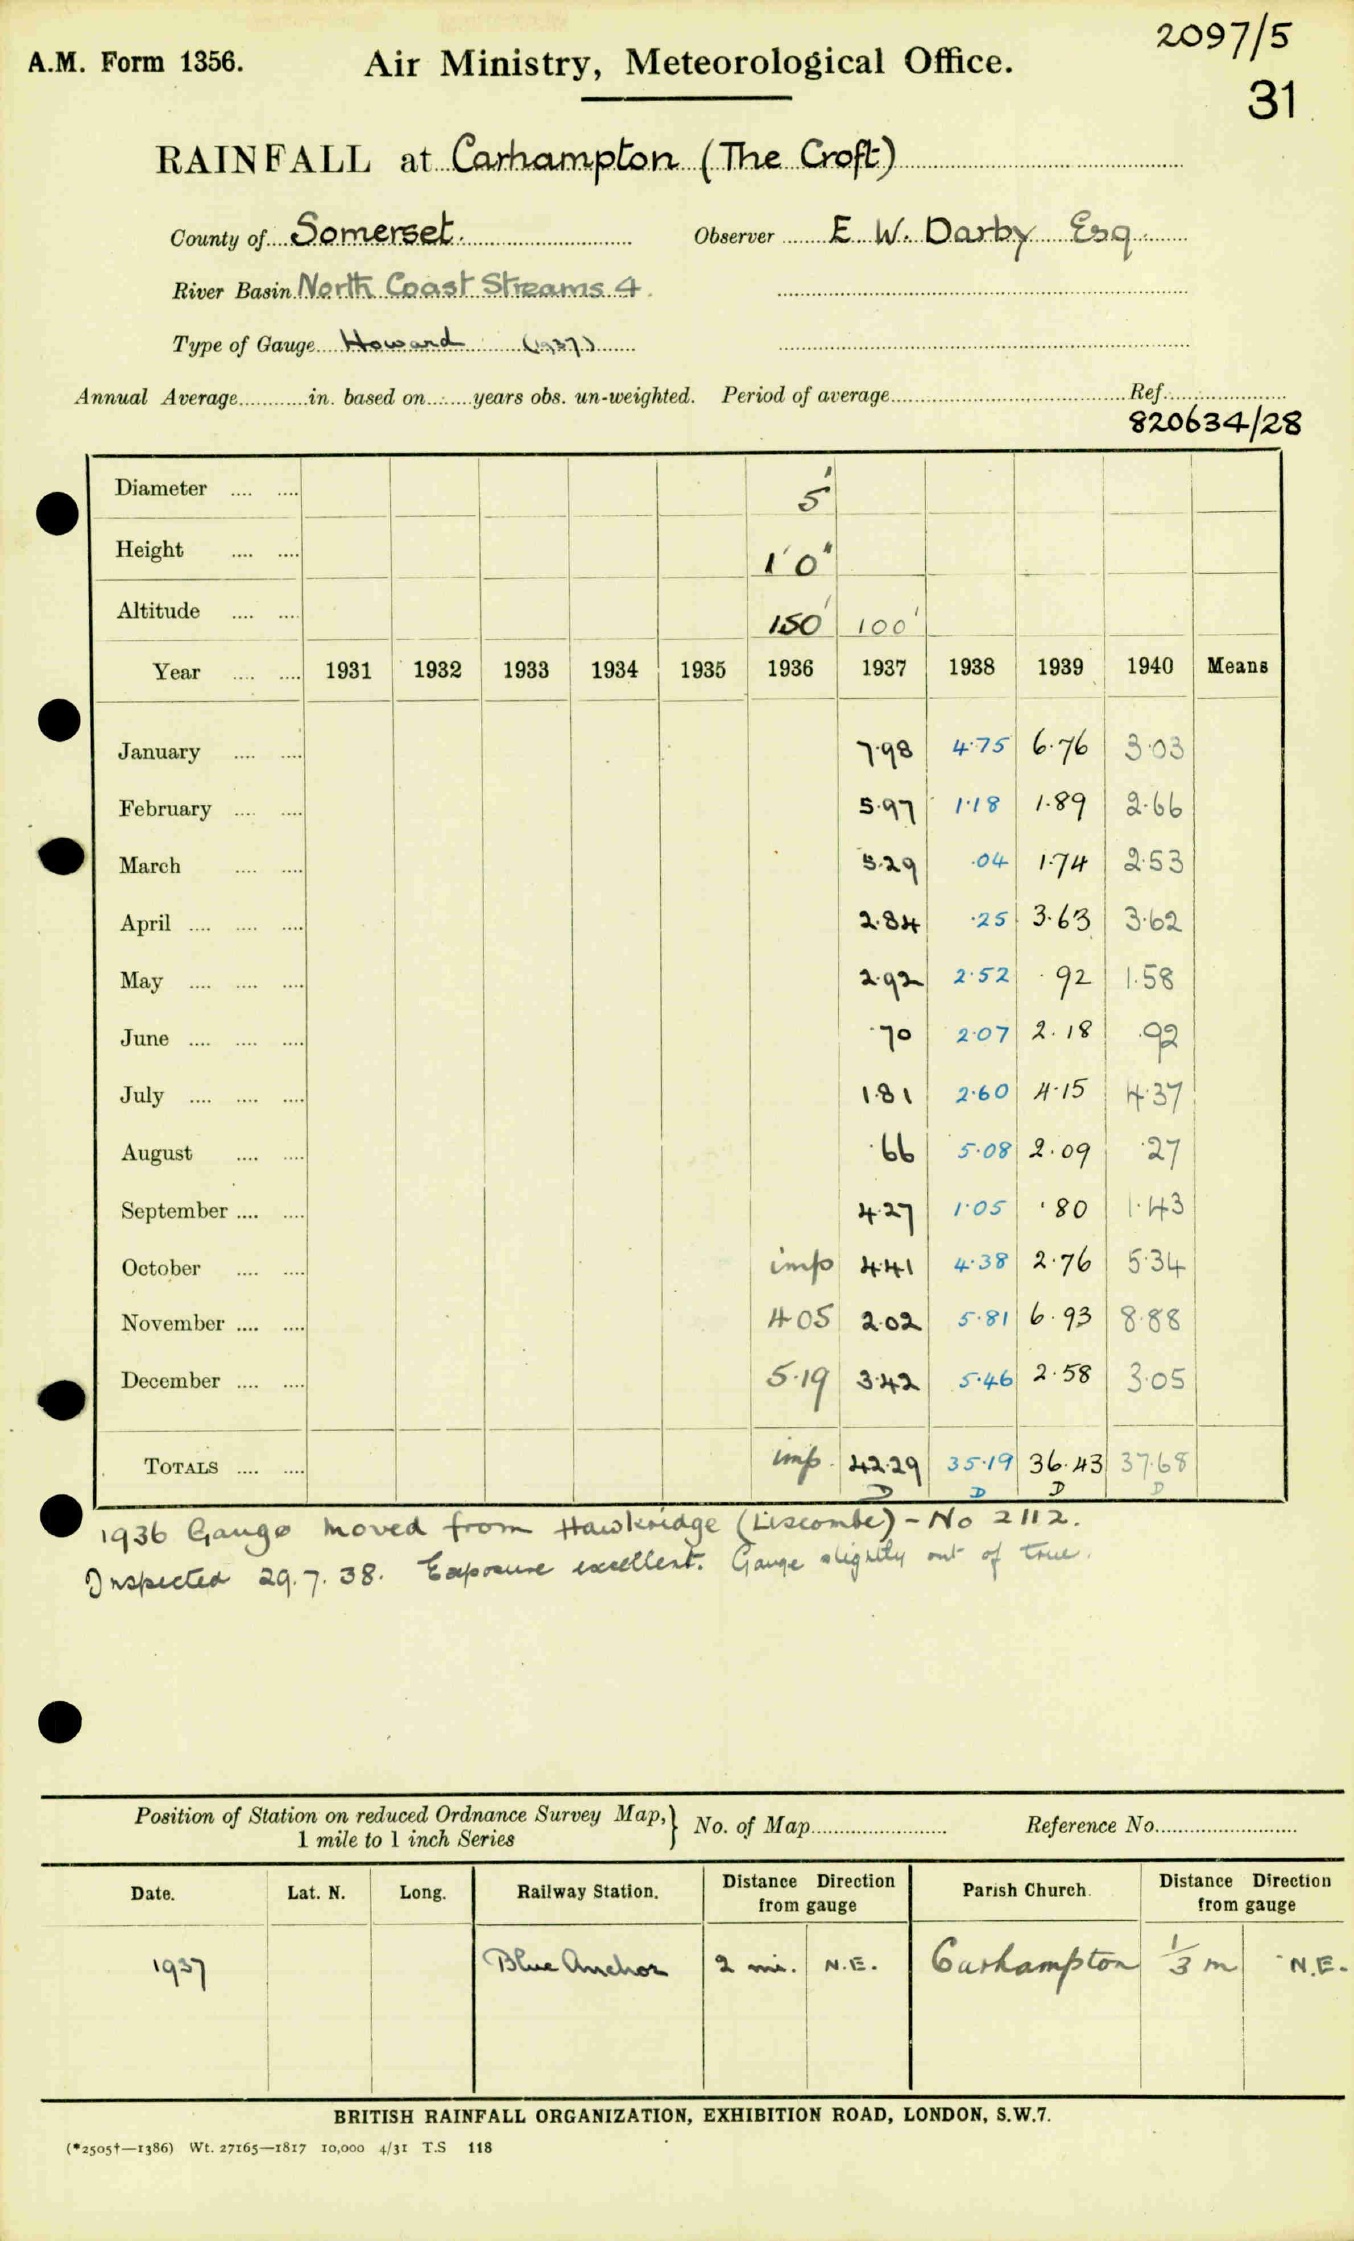 2097/5
A.M. Form 1356. Air Ministry, Meteorological Office.
31
RAINFALL at Carhampton (The Croft)
County of Somerset. Observer E. W. Darby Esq.
River Basin North Coast Streams 4.
Type of Gauge Howard (1937)
Annual Average in. based on years obs. un-weighted. Period of average Ref.
820634/28
Diameter 5'
Height 1' 0"
Altitude 150' 100'
Year 1931 1932 1933 1934 1935 1936 1937 1938 1939 1940 Means
January 7.98 4.75 6.76 3.03
February 5.97 1.18 1.89 2.66
March 5.29 .04 1.74 2.53
April 2.84 .25 3.63 3.62
May 2.92 2.52 .92 1.58
June .70 2.07 2.18 .92
July 1.81 2.60 4.15 4.37
August .66 5.08 2.09 .27
September 4.27 1.05 .80 1.43
October imp 4.41 4.38 2.76 5.34
November 4.05 2.02 5.81 6.93 8.88
December 5.19 3.42 5.46 2.58 3.05
TOTALS imp. 42.29 35.19 36.43 37.68
D D D D
1936 Gauge moved from Hawkridge (Liscombe) - No 2112.
Inspected 29.7.38. Exposure excellent. Gauge slightly out of true.
Position of Station on reduced Ordnance Survey Map, } No. of Map Reference No.
1 mile to 1 inch Series
Date. Lat. N. Long. Railway Station. Distance Direction from gauge Parish Church. Distance Direction from gauge
1937 Blue Anchor 2 mi. N.E. Carhampton 1/3 m N.E.
BRITISH RAINFALL ORGANIZATION, EXHIBITION ROAD, LONDON, S.W.7.
(*2505†—1386) Wt. 27165—1817 10,000 4/31 T.S 118